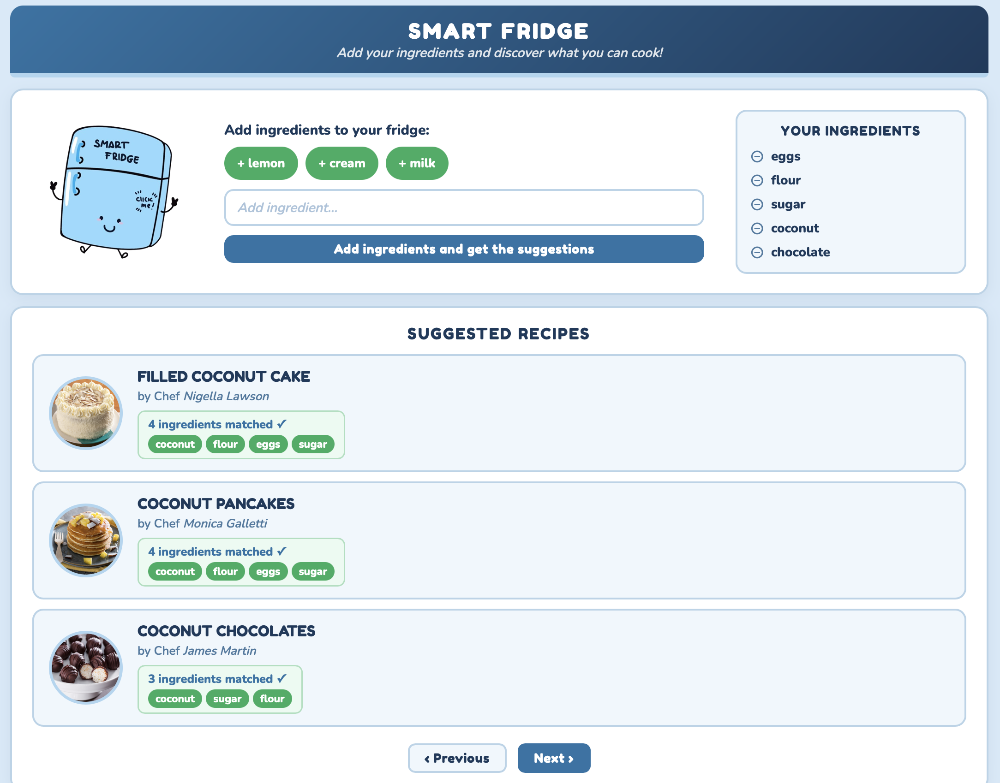 SMART FRIDGE
Add your ingredients and discover what you can cook!
SMART
FRIDGE
CLICK
me!
Add ingredients to your fridge:
+ lemon + cream + milk
Add ingredient...
Add ingredients and get the suggestions
YOUR INGREDIENTS
eggs
flour
sugar
coconut
chocolate
SUGGESTED RECIPES
FILLED COCONUT CAKE
by Chef Nigella Lawson
4 ingredients matched ✓
coconut flour eggs sugar
COCONUT PANCAKES
by Chef Monica Galletti
4 ingredients matched ✓
coconut flour eggs sugar
COCONUT CHOCOLATES
by Chef James Martin
3 ingredients matched ✓
coconut sugar flour
‹ Previous Next ›